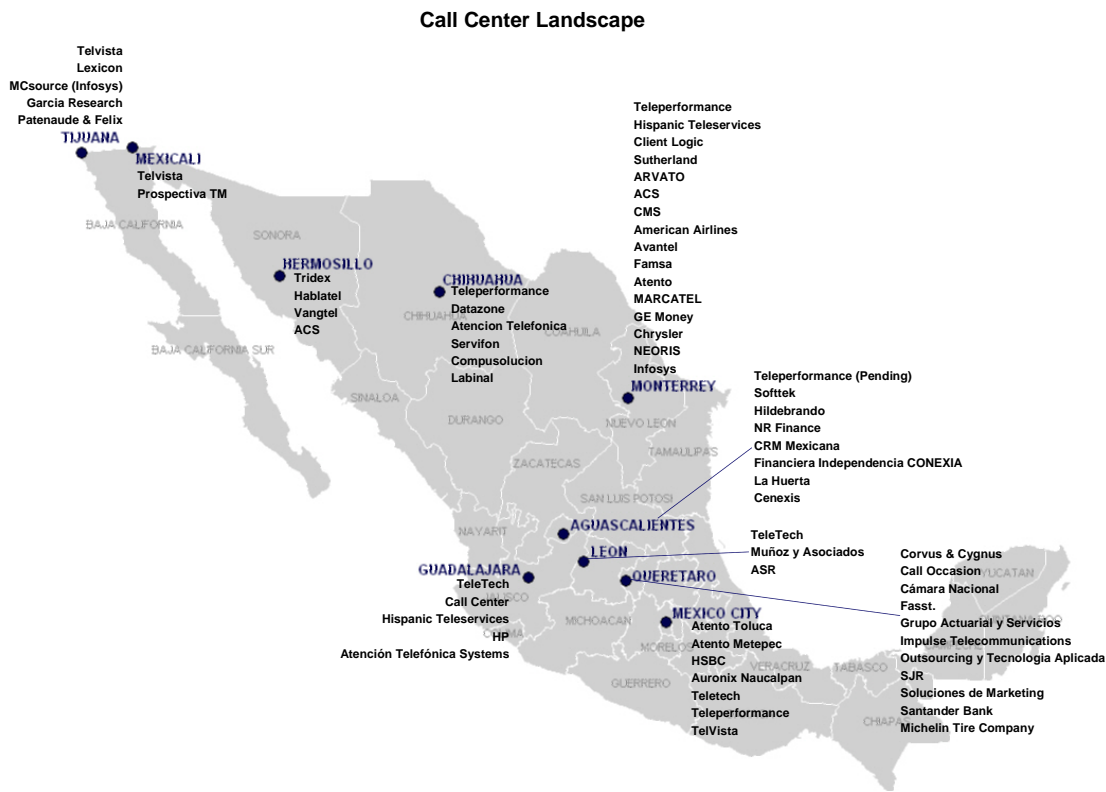 Call Center Landscape
Telvista
Lexicon
MCsource (Infosys)
Garcia Research
Patenaude & Felix
TIJUANA
MEXICALI
Telvista
Prospectiva TM
BAJA CALIFORNIA
SONORA
HERMOSILLO
Tridex
Hablatel
Vangtel
ACS
CHIHUAHUA
Teleperformance
CHIHUAHUA
Datazone
Atencion Telefonica
Servifon
Compusolucion
Labinal
COAHUILA
BAJA CALIFORNIA SUR
SINALOA
DURANGO
Teleperformance
Hispanic Teleservices
Client Logic
Sutherland
ARVATO
ACS
CMS
American Airlines
Avantel
Famsa
Atento
MARCATEL
GE Money
Chrysler
NEORIS
Infosys
MONTERREY
NUEVO LEON
TAMAULIPAS
ZACATECAS
SAN LUIS POTOSI
NAYARIT
Teleperformance (Pending)
Softtek
Hildebrando
NR Finance
CRM Mexicana
Financiera Independencia CONEXIA
La Huerta
Cenexis
AGUASCALIENTES
LEON
TeleTech
Muñoz y Asociados
ASR
GUADALAJARA
TeleTech
JALISCO
Call Center
Hispanic Teleservices
COLIMA
HP
Atención Telefónica Systems
QUERETARO
Corvus & Cygnus
Call Occasion
YUCATAN
Cámara Nacional
Fasst.
QUINTANA ROO
Grupo Actuarial y Servicios
Impulse Telecommunications
CAMPECHE
Outsourcing y Tecnologia Aplicada
SJR
Soluciones de Marketing
Santander Bank
Michelin Tire Company
MEXICO CITY
MICHOACAN
Atento Toluca
Atento Metepec
MORELOS
HSBC
Auronix Naucalpan
Teletech
Teleperformance
TelVista
VERACRUZ
TABASCO
GUERRERO
CHIAPAS